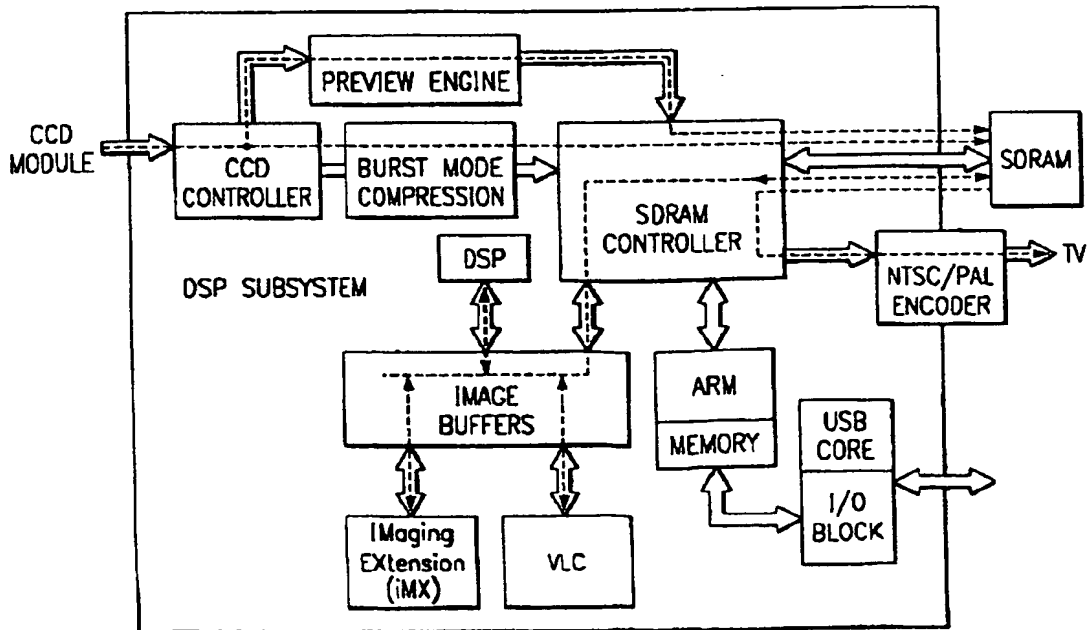 PREVIEW ENGINE
CCD
MODULE
CCD
CONTROLLER
BURST MODE
COMPRESSION
SDRAM
CONTROLLER
SDRAM
DSP
DSP SUBSYSTEM
TV
NTSC/PAL
ENCODER
IMAGE
BUFFERS
ARM
MEMORY
USB
CORE
I/O
BLOCK
IMaging
EXtension
(iMX)
VLC